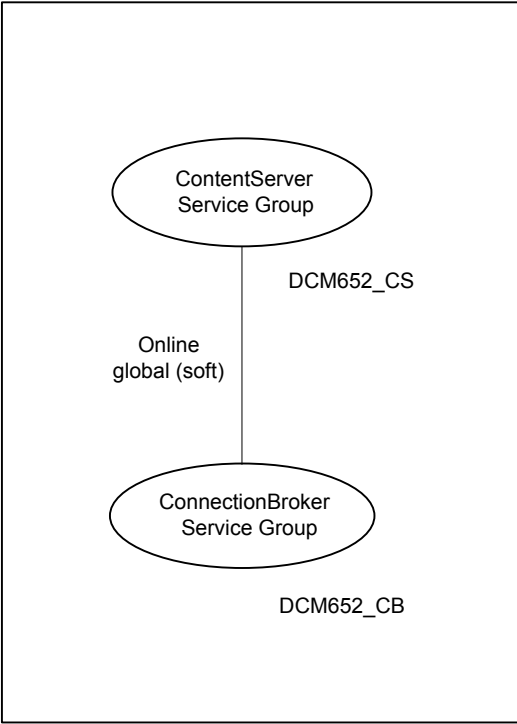 ContentServer
Service Group
DCM652_CS
Online
global (soft)
ConnectionBroker
Service Group
DCM652_CB